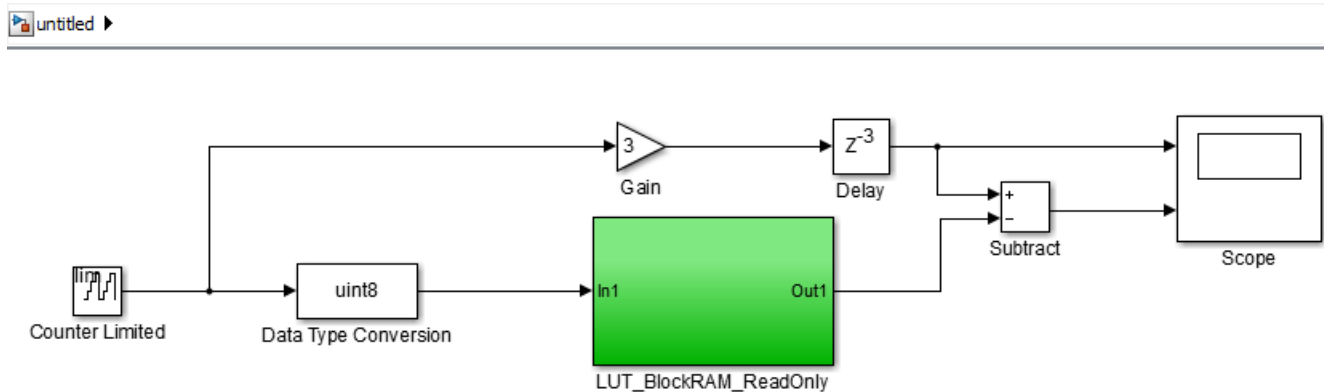 untitled
3
Gain
Z-3
Delay
+
−
Subtract
Scope
lim
Counter Limited
uint8
Data Type Conversion
In1
Out1
LUT_BlockRAM_ReadOnly